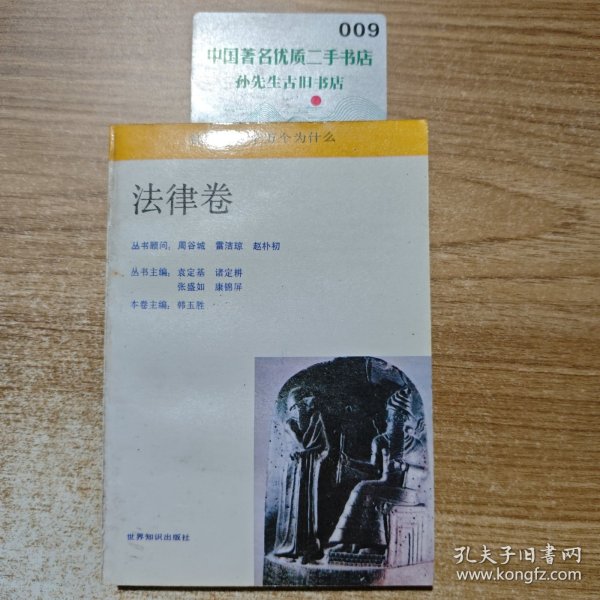 009
中国著名优质二手书店
孙先生古旧书店
万个为什么
法律卷
丛书顾问：周谷城 雷洁琼 赵朴初
丛书主编：袁定基 诸定耕
张盛如 康锦屏
本卷主编：韩玉胜
世界知识出版社
孔夫子旧书网
www.kongfz.com